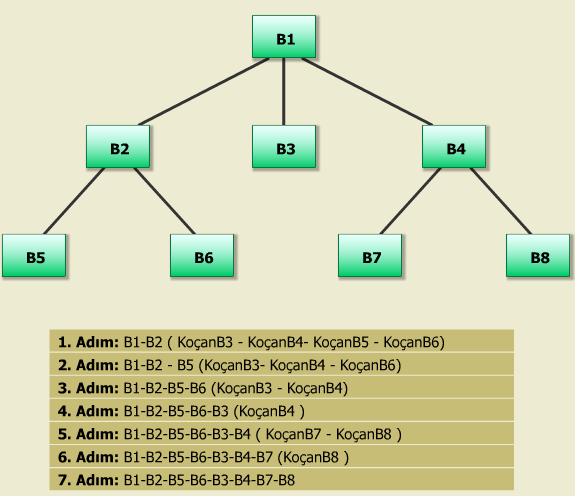 B1
B2 B3 B4
B5 B6 B7 B8
1. Adım: B1-B2 ( KoçanB3 - KoçanB4- KoçanB5 - KoçanB6)
2. Adım: B1-B2 - B5 (KoçanB3- KoçanB4 - KoçanB6)
3. Adım: B1-B2-B5-B6 (KoçanB3 - KoçanB4)
4. Adım: B1-B2-B5-B6-B3 (KoçanB4 )
5. Adım: B1-B2-B5-B6-B3-B4 ( KoçanB7 - KoçanB8 )
6. Adım: B1-B2-B5-B6-B3-B4-B7 (KoçanB8 )
7. Adım: B1-B2-B5-B6-B3-B4-B7-B8